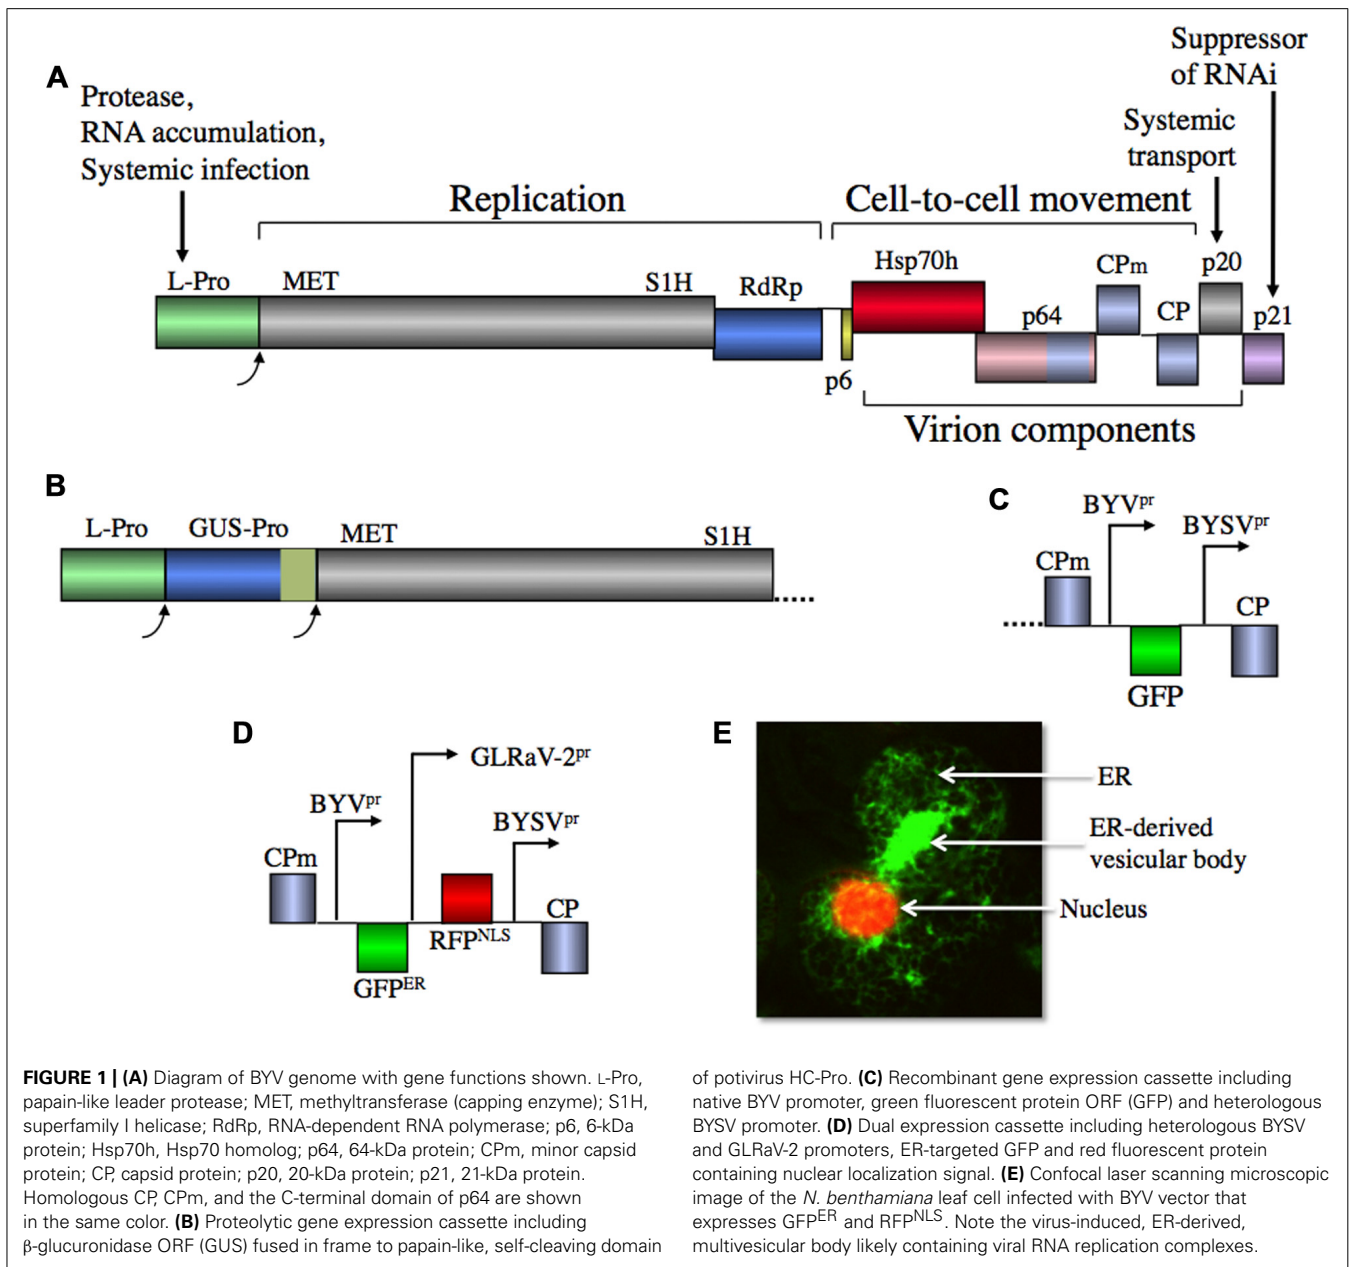 A
Protease,
RNA accumulation,
Systemic infection
Suppressor
of RNAi
Systemic
transport
Replication
Cell-to-cell movement
L-Pro
MET
S1H
RdRp
p6
Hsp70h
p64
CPm
CP
p20
p21
Virion components
B
L-Pro
GUS-Pro
MET
S1H
C
BYVpr
BYSVpr
CPm
CP
GFP
D
GLRaV-2pr
BYVpr
BYSVpr
CPm
CP
RFPNLS
GFPER
E
ER
ER-derived
vesicular body
Nucleus
FIGURE 1 | (A) Diagram of BYV genome with gene functions shown. L-Pro,
papain-like leader protease; MET, methyltransferase (capping enzyme); S1H,
superfamily I helicase; RdRp, RNA-dependent RNA polymerase; p6, 6-kDa
protein; Hsp70h, Hsp70 homolog; p64, 64-kDa protein; CPm, minor capsid
protein; CP, capsid protein; p20, 20-kDa protein; p21, 21-kDa protein.
Homologous CP, CPm, and the C-terminal domain of p64 are shown
in the same color. (B) Proteolytic gene expression cassette including
β-glucuronidase ORF (GUS) fused in frame to papain-like, self-cleaving domain
of potivirus HC-Pro. (C) Recombinant gene expression cassette including
native BYV promoter, green fluorescent protein ORF (GFP) and heterologous
BYSV promoter. (D) Dual expression cassette including heterologous BYSV
and GLRaV-2 promoters, ER-targeted GFP and red fluorescent protein
containing nuclear localization signal. (E) Confocal laser scanning microscopic
image of the N. benthamiana leaf cell infected with BYV vector that
expresses GFPER and RFPNLS. Note the virus-induced, ER-derived,
multivesicular body likely containing viral RNA replication complexes.